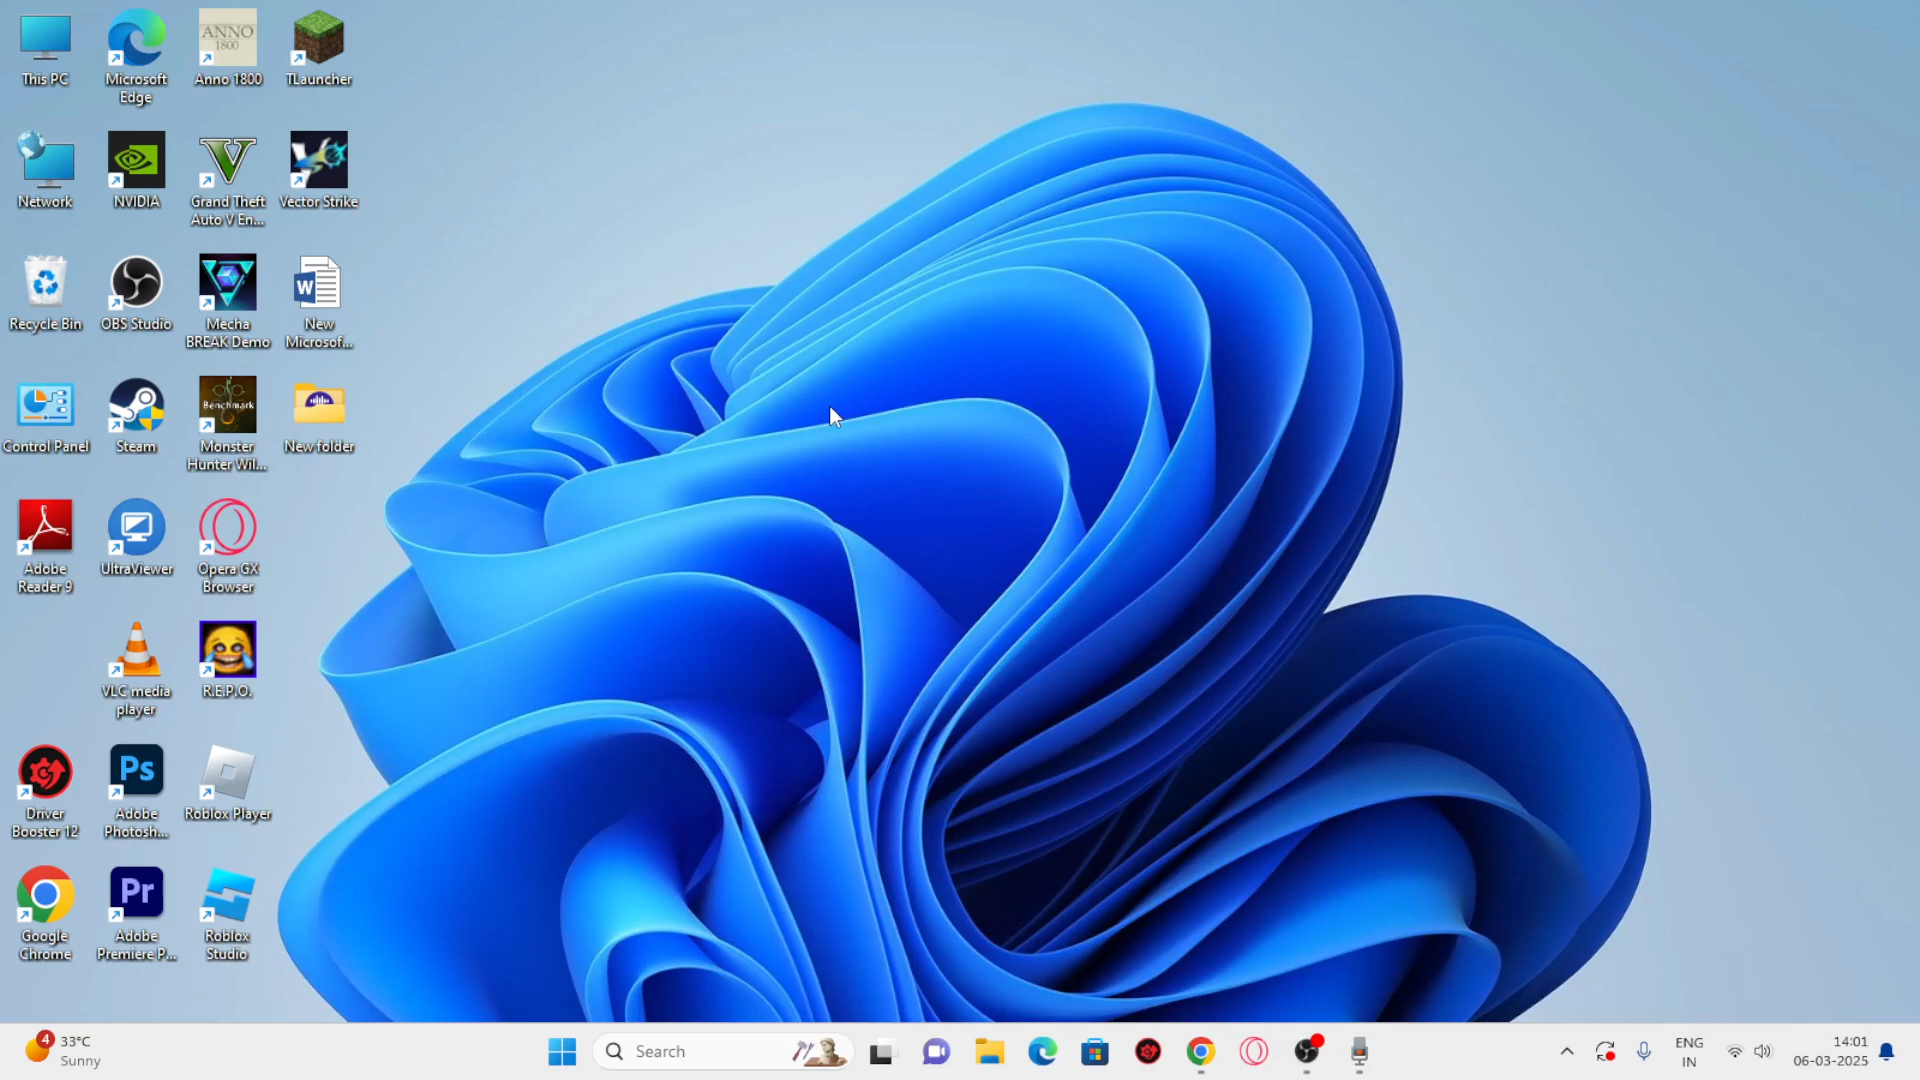 This PC
Microsoft
Edge
ANNO
1800
Anno 1800
TLauncher
Network
NVIDIA
Grand Theft
Auto V En...
Vector Strike
Recycle Bin
OBS Studio
Mecha
BREAK Demo
W
New
Microsof...
Control Panel
Steam
Benchmark
Monster
Hunter Wil...
New folder
Adobe
Reader 9
UltraViewer
Opera GX
Browser
VLC media
player
R.E.P.O.
Driver
Booster 12
Ps
Adobe
Photosh...
Roblox Player
Google
Chrome
Pr
Adobe
Premiere P...
Roblox
Studio
4
33°C
Sunny
Search
ENG
IN
14:01
06-03-2025